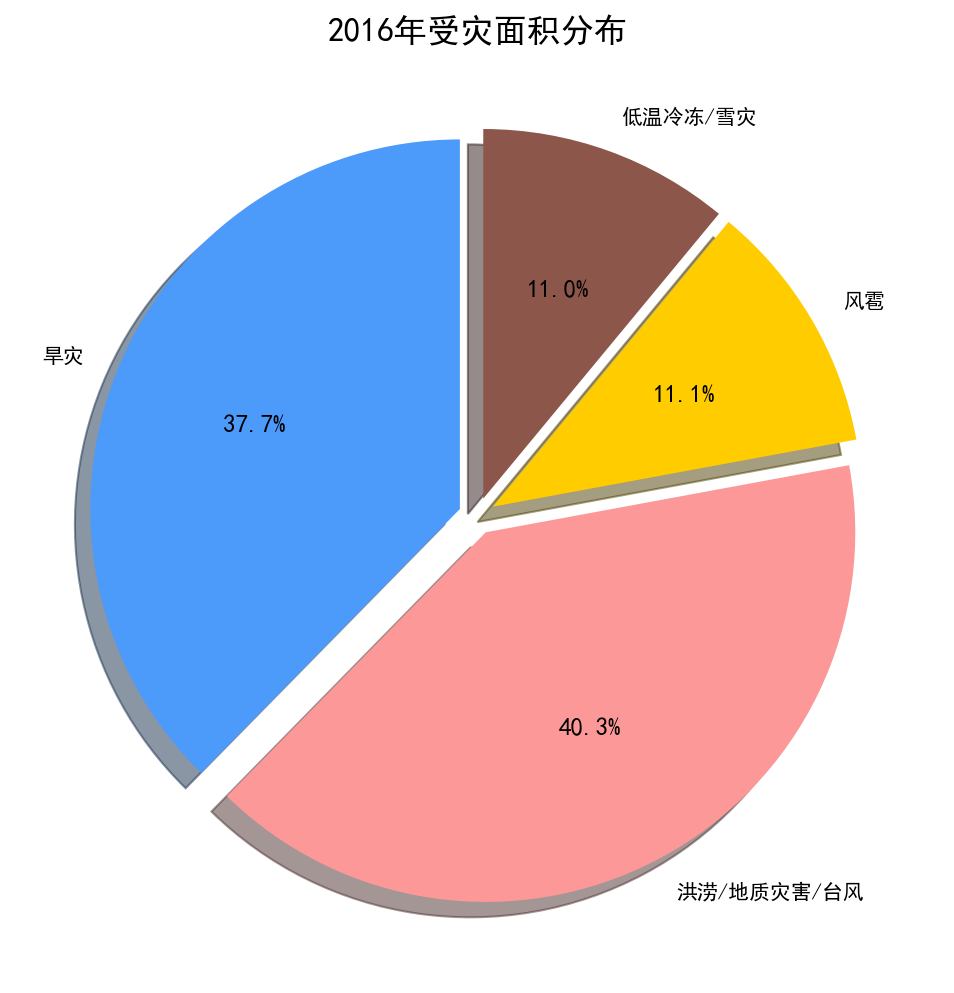 2016年受灾面积分布
低温冷冻/雪灾
11.0%
风雹
旱灾
11.1%
37.7%
40.3%
洪涝/地质灾害/台风